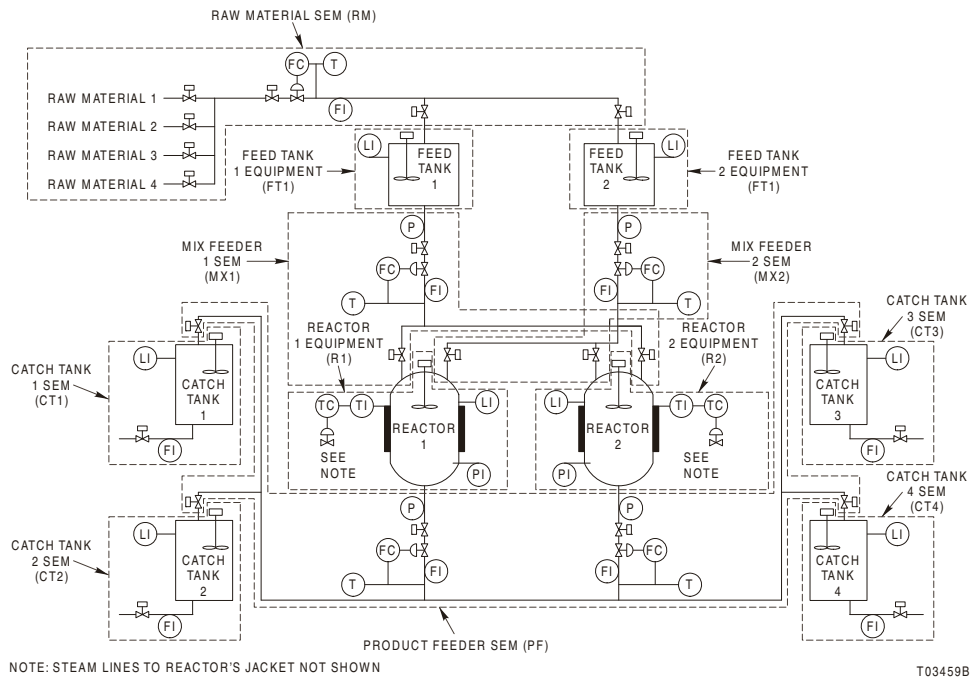 RAW MATERIAL SEM (RM)
FC
T
RAW MATERIAL 1
FI
RAW MATERIAL 2
RAW MATERIAL 3
RAW MATERIAL 4
FEED TANK
1 EQUIPMENT
(FT1)
LI
FEED
TANK
1
FEED
TANK
2
LI
FEED TANK
2 EQUIPMENT
(FT1)
P
P
MIX FEEDER
1 SEM
(MX1)
FC
FC
MIX FEEDER
2 SEM
(MX2)
T
FI
FI
T
REACTOR
1 EQUIPMENT
(R1)
REACTOR
2 EQUIPMENT
(R2)
CATCH TANK
3 SEM
(CT3)
LI
LI
CATCH TANK
1 SEM
(CT1)
CATCH
TANK
1
CATCH
TANK
3
FI
FI
TC
TI
LI
LI
TI
TC
REACTOR
1
REACTOR
2
SEE
NOTE
SEE
NOTE
PI
PI
CATCH TANK
4 SEM
(CT4)
P
P
CATCH TANK
2 SEM
(CT2)
LI
LI
CATCH
TANK
2
CATCH
TANK
4
FC
FC
T
FI
FI
T
FI
FI
PRODUCT FEEDER SEM (PF)
NOTE: STEAM LINES TO REACTOR'S JACKET NOT SHOWN
T03459B